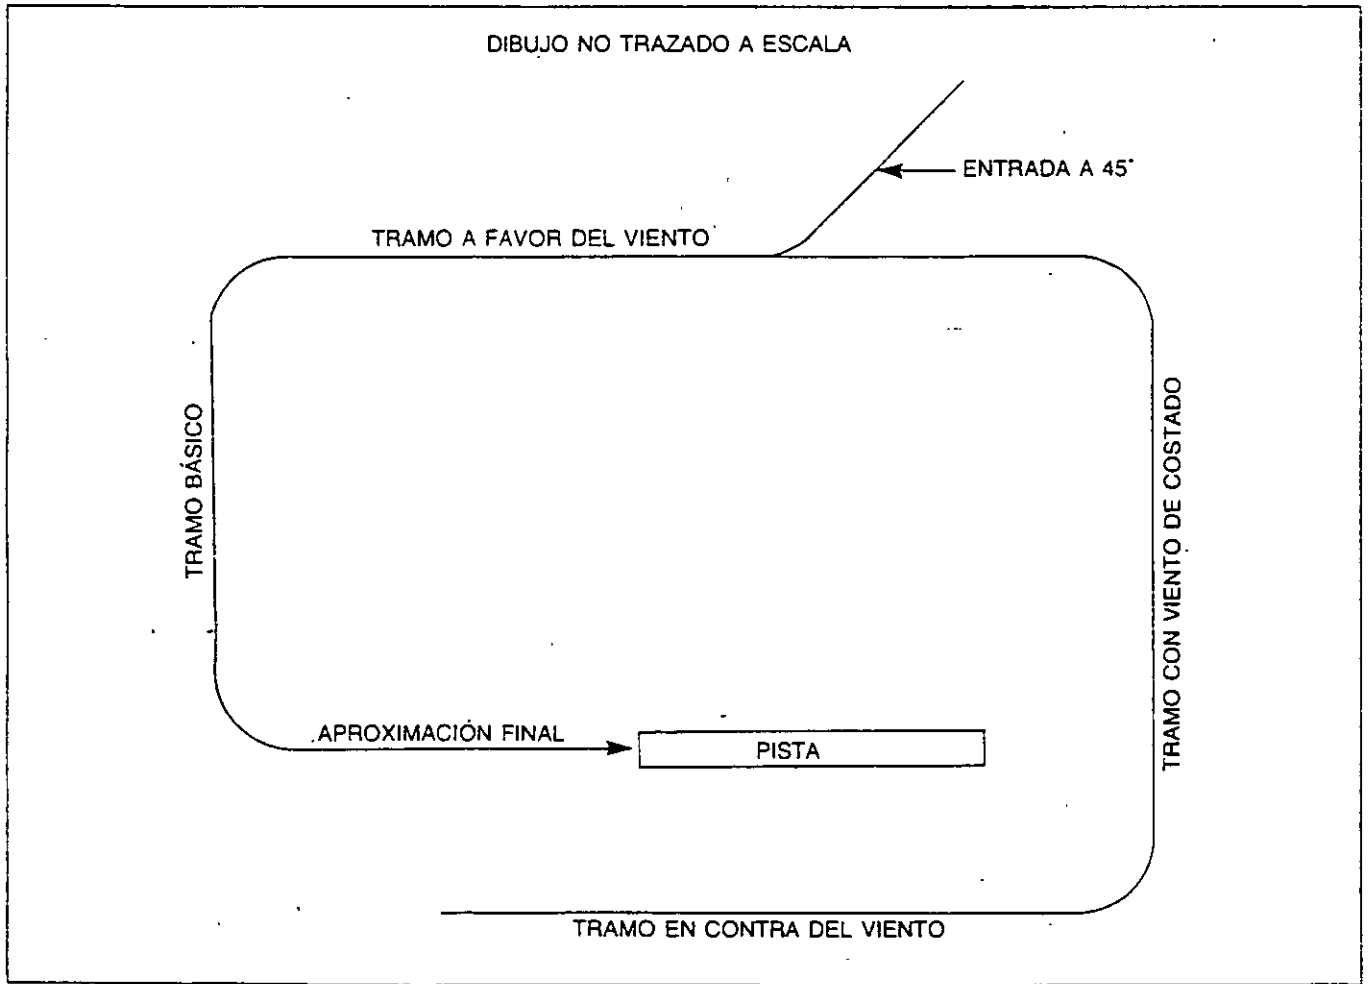 DIBUJO NO TRAZADO A ESCALA
ENTRADA A 45°
TRAMO A FAVOR DEL VIENTO
TRAMO BÁSICO
TRAMO CON VIENTO DE COSTADO
APROXIMACIÓN FINAL
PISTA
TRAMO EN CONTRA DEL VIENTO